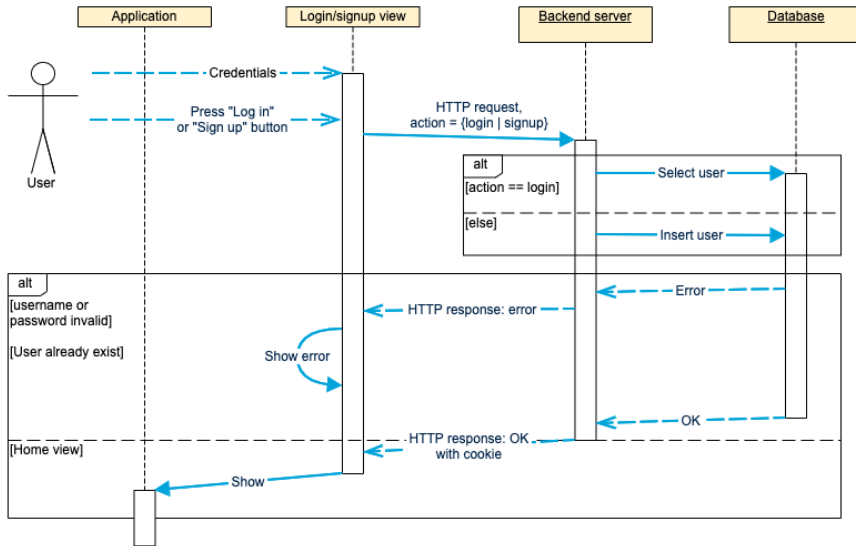 Application
Login/signup view
Backend server
Database
Credentials
Press "Log in"
or "Sign up" button
User
HTTP request,
action = {login | signup}
alt
[action == login]
Select user
[else]
Insert user
alt
[username or
password invalid]
Error
HTTP response: error
[User already exist]
Show error
OK
HTTP response: OK
with cookie
[Home view]
Show